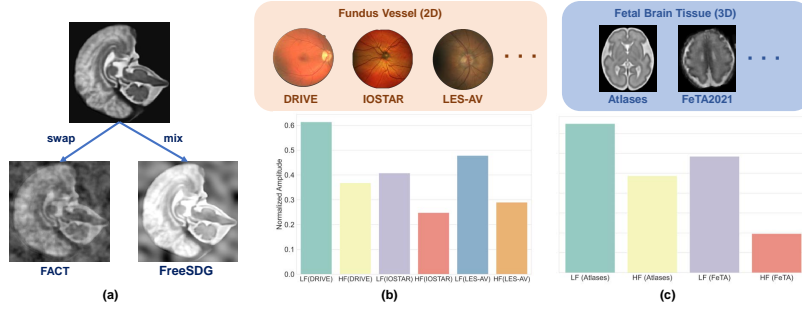 swap mix
FACT FreeSDG
(a)
Fundus Vessel (2D)
DRIVE IOSTAR LES-AV
. . .
Normalized Amplitude
0.6
0.5
0.4
0.3
0.2
0.1
0.0
LF(DRIVE) HF(DRIVE) LF(IOSTAR) HF(IOSTAR) LF(LES-AV) HF(LES-AV)
(b)
Fetal Brain Tissue (3D)
Atlases FeTA2021
. . .
LF (Atlases) HF (Atlases) LF (FeTA) HF (FeTA)
(c)